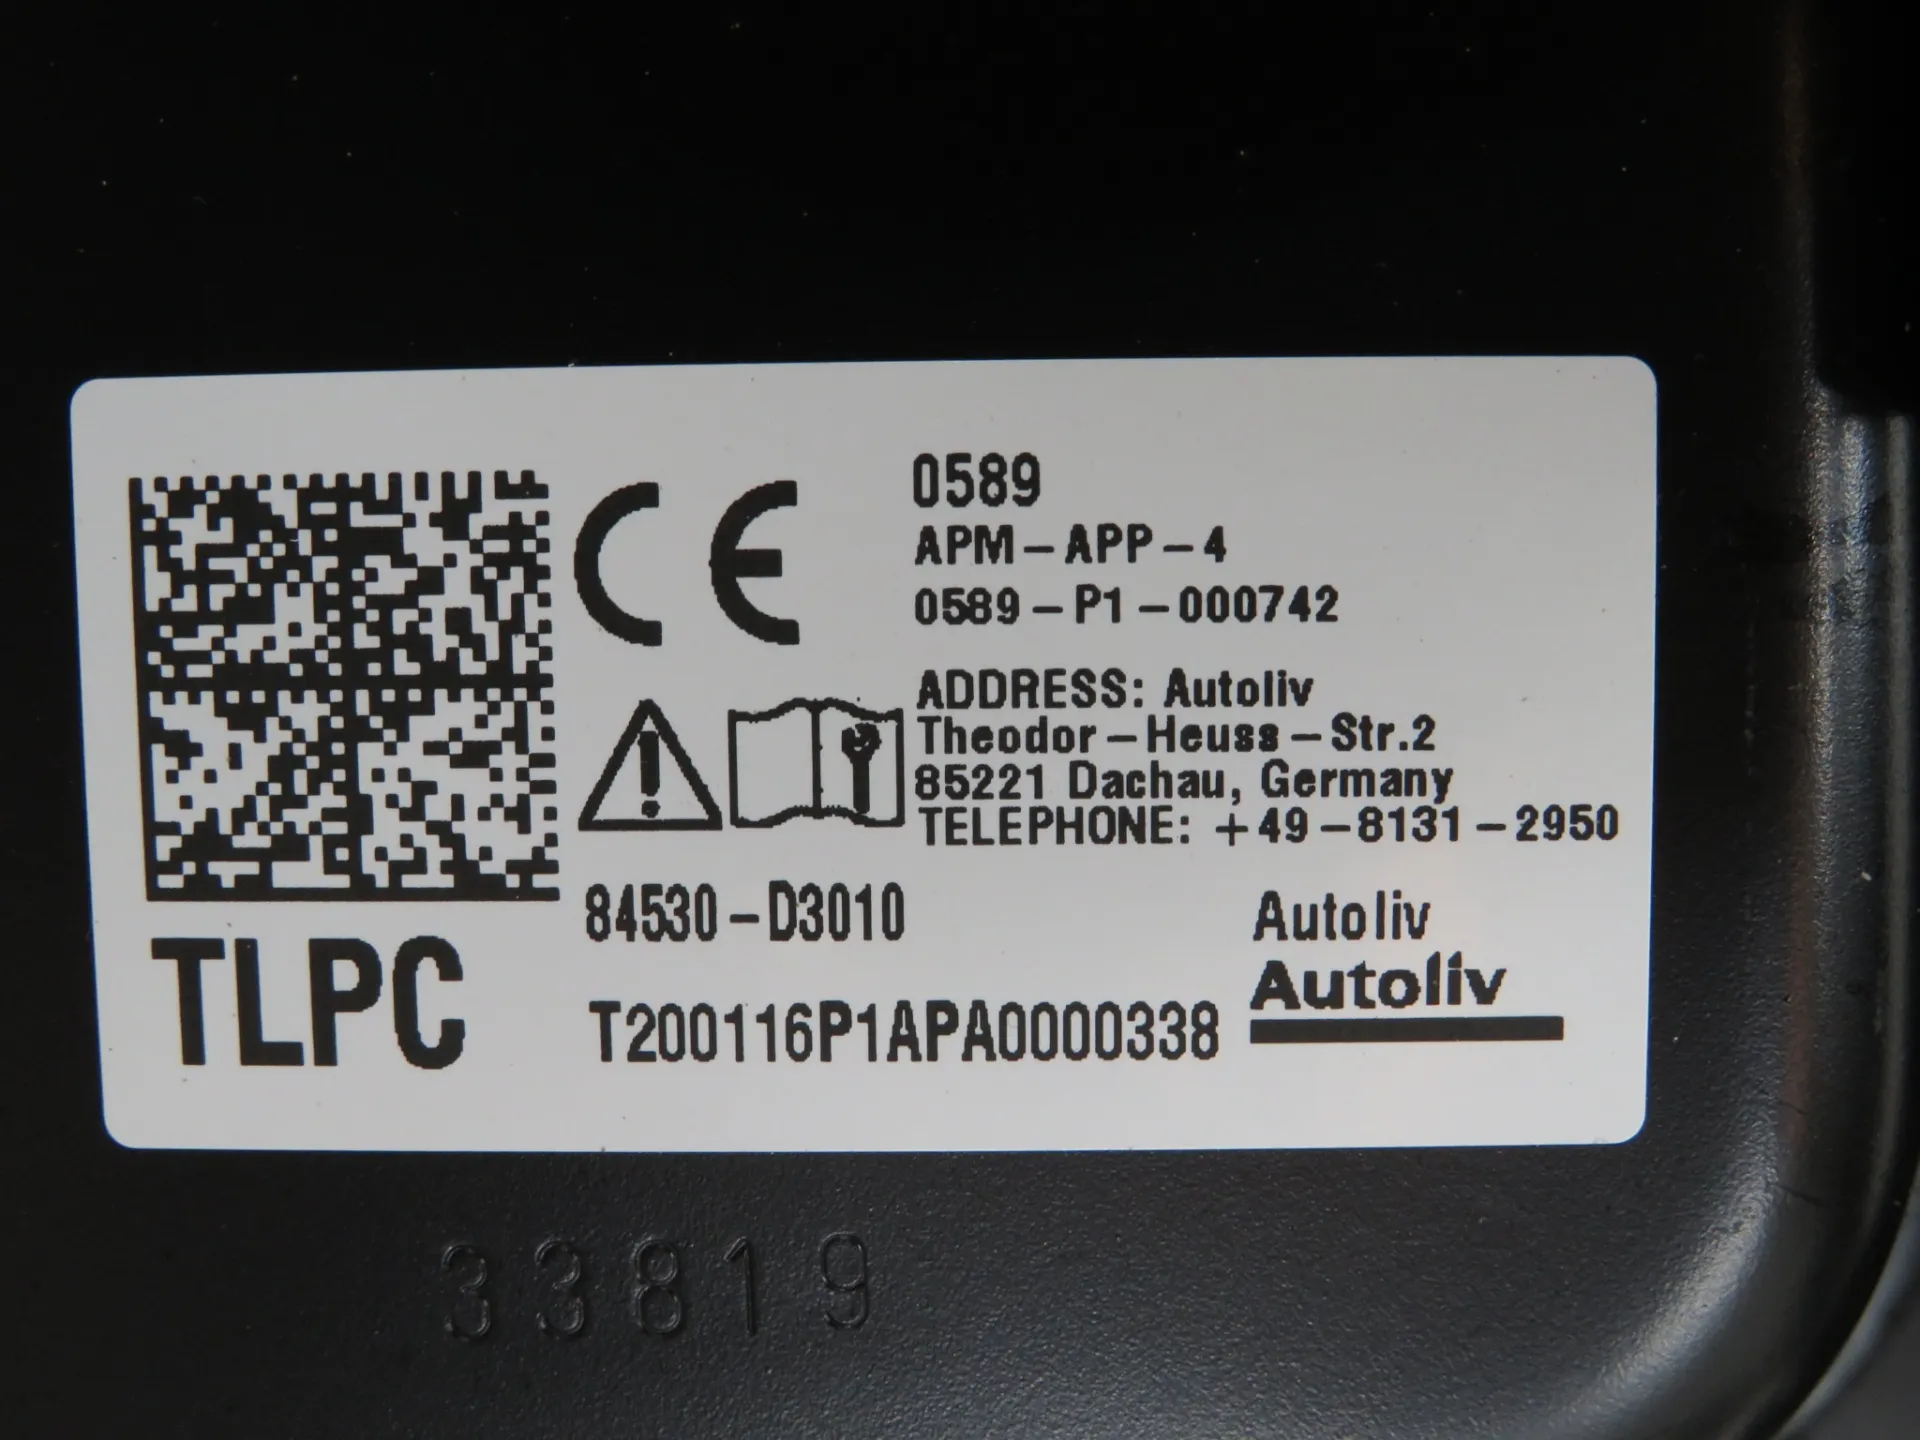 CE
0589
APM-APP-4
0589-P1-000742
ADDRESS: Autoliv
Theodor-Heuss-Str.2
85221 Dachau, Germany
TELEPHONE: +49-8131-2950
84530-D3010
Autoliv
Autoliv
TLPC
T200116P1APA0000338
33819